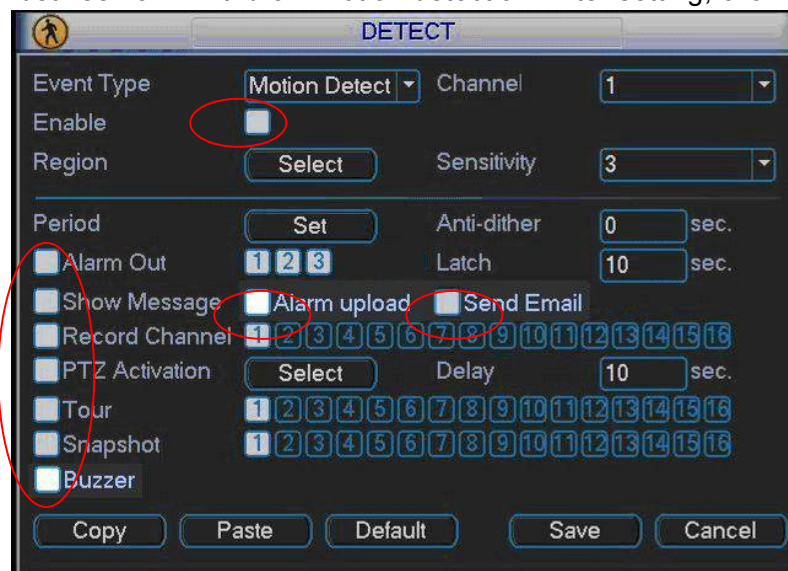 DETECT
Event Type Motion Detect Channel 1
Enable
Region Select Sensitivity 3
Period Set Anti-dither 0 sec.
Alarm Out 1 2 3 Latch 10 sec.
Show Message Alarm upload Send Email
Record Channel 1 2 3 4 5 6 7 8 9 10 11 12 13 14 15 16
PTZ Activation Select Delay 10 sec.
Tour 1 2 3 4 5 6 7 8 9 10 11 12 13 14 15 16
Snapshot 1 2 3 4 5 6 7 8 9 10 11 12 13 14 15 16
Buzzer
Copy Paste Default Save Cancel